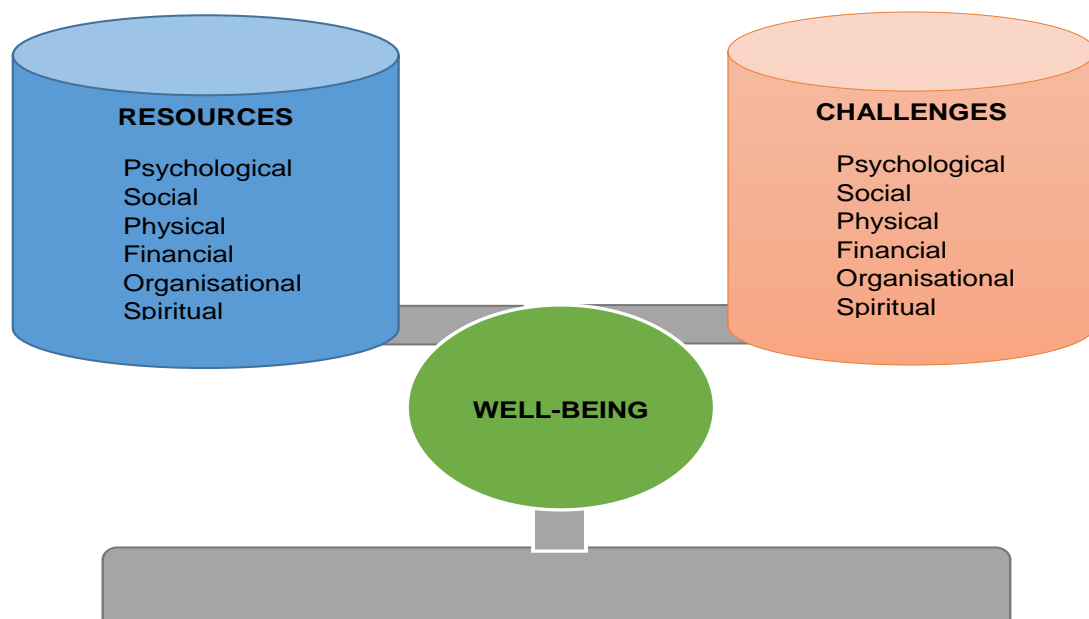 RESOURCES
Psychological
Social
Physical
Financial
Organisational
Spiritual
CHALLENGES
Psychological
Social
Physical
Financial
Organisational
Spiritual
WELL-BEING